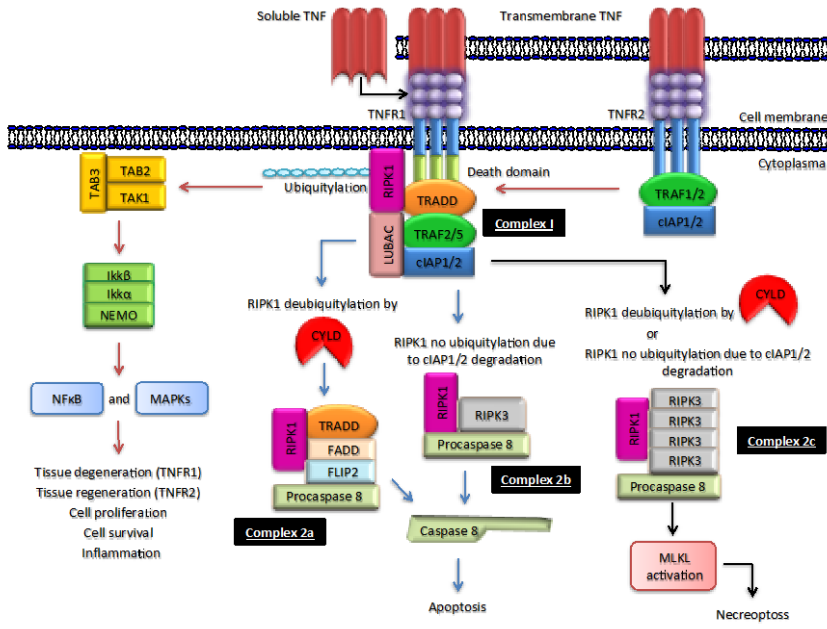 Soluble TNF
Transmembrane TNF
TNFR1
TNFR2
Cell membrane
Cytoplasma
TAB3
TAB2
TAK1
Ubiquitylation
RIPK1
Death domain
TRADD
LUBAC
TRAF2/5
cIAP1/2
Complex I
TRAF1/2
cIAP1/2
Ikkβ
Ikkα
NEMO
RIPK1 deubiquitylation by
CYLD
RIPK1 no ubiquitylation due
to cIAP1/2 degradation
RIPK1 deubiquitylation by
CYLD
or
RIPK1 no ubiquitylation due to cIAP1/2
degradation
NFκB
and
MAPKs
RIPK1
TRADD
FADD
FLIP2
Procaspase 8
Complex 2a
RIPK1
RIPK3
Procaspase 8
Complex 2b
RIPK1
RIPK3
RIPK3
RIPK3
RIPK3
Procaspase 8
Complex 2c
Tissue degeneration (TNFR1)
Tissue regeneration (TNFR2)
Cell proliferation
Cell survival
Inflammation
Caspase 8
Apoptosis
MLKL
activation
Necreoptoss